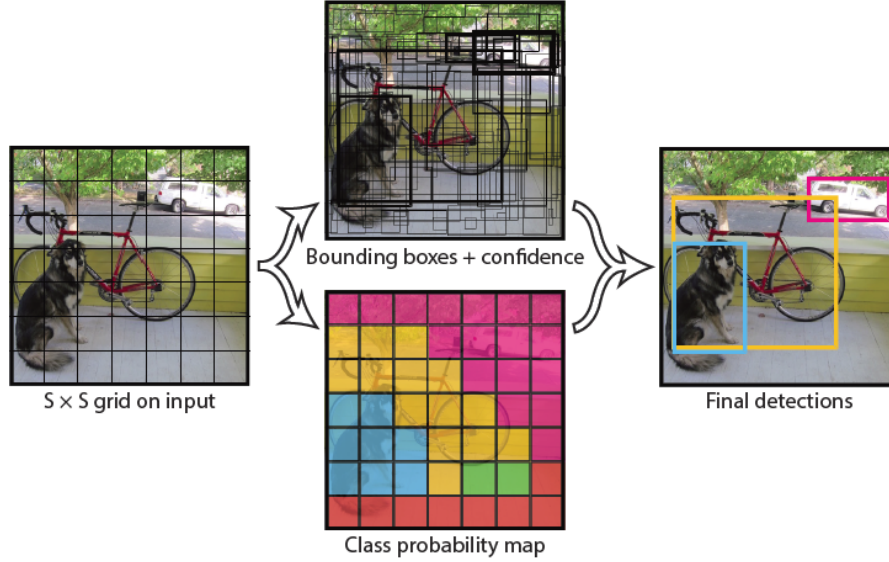 S × S grid on input
Bounding boxes + confidence
Class probability map
Final detections